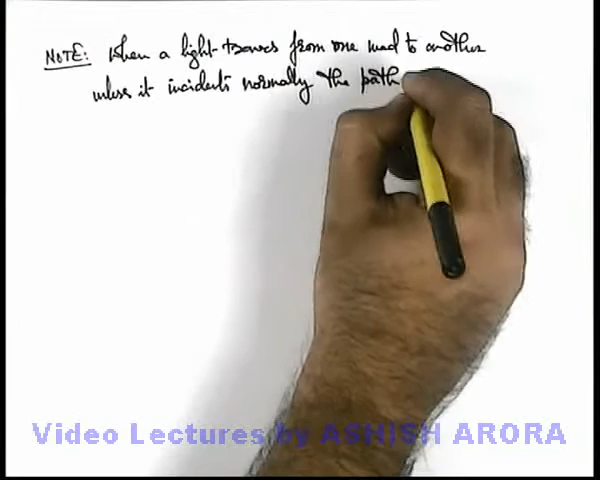 NOTE: When a light travels from one med to another
unless it incidents normally the path
Video Lectures by ASHISH ARORA